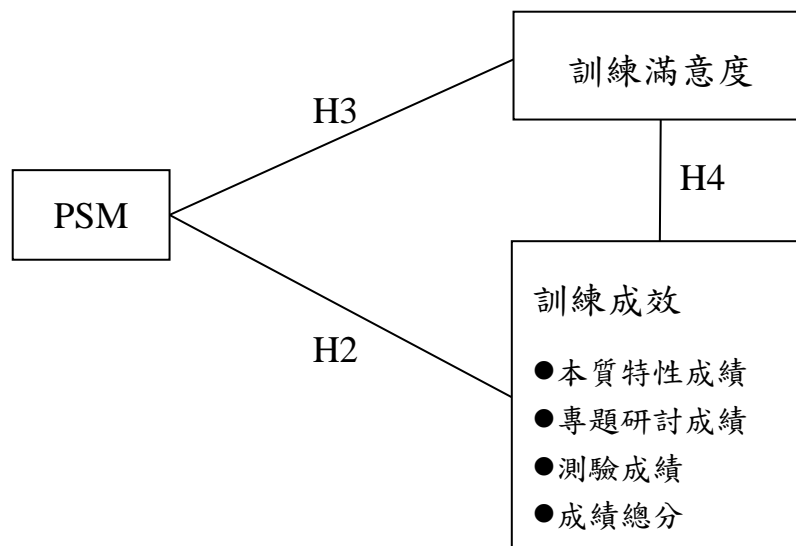 訓練滿意度
H3
H4
PSM
訓練成效
H2
●本質特性成績
●專題研討成績
●測驗成績
●成績總分